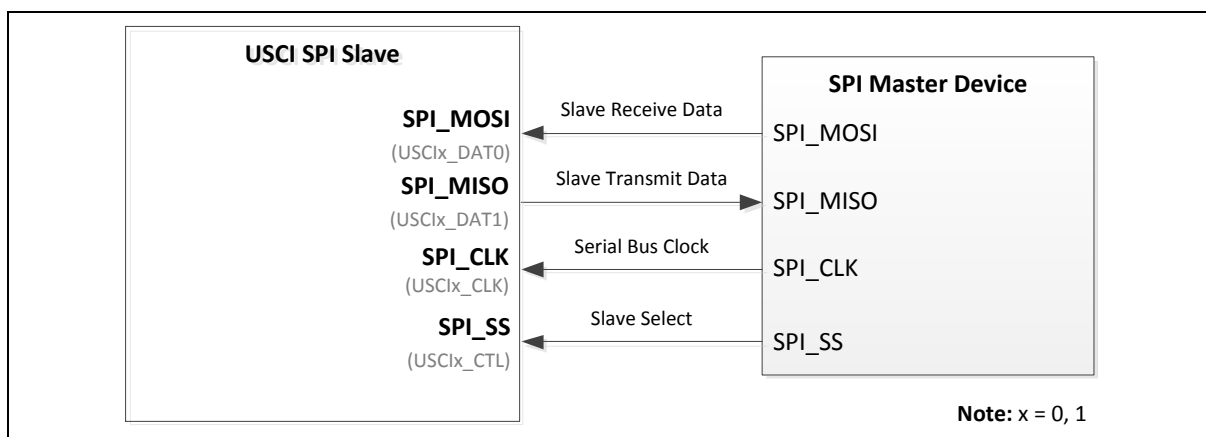 USCI SPI Slave
SPI Master Device
SPI_MOSI
(USCIx_DAT0)
Slave Receive Data
SPI_MOSI
SPI_MISO
(USCIx_DAT1)
Slave Transmit Data
SPI_MISO
SPI_CLK
(USCIx_CLK)
Serial Bus Clock
SPI_CLK
SPI_SS
(USCIx_CTL)
Slave Select
SPI_SS
Note: x = 0, 1